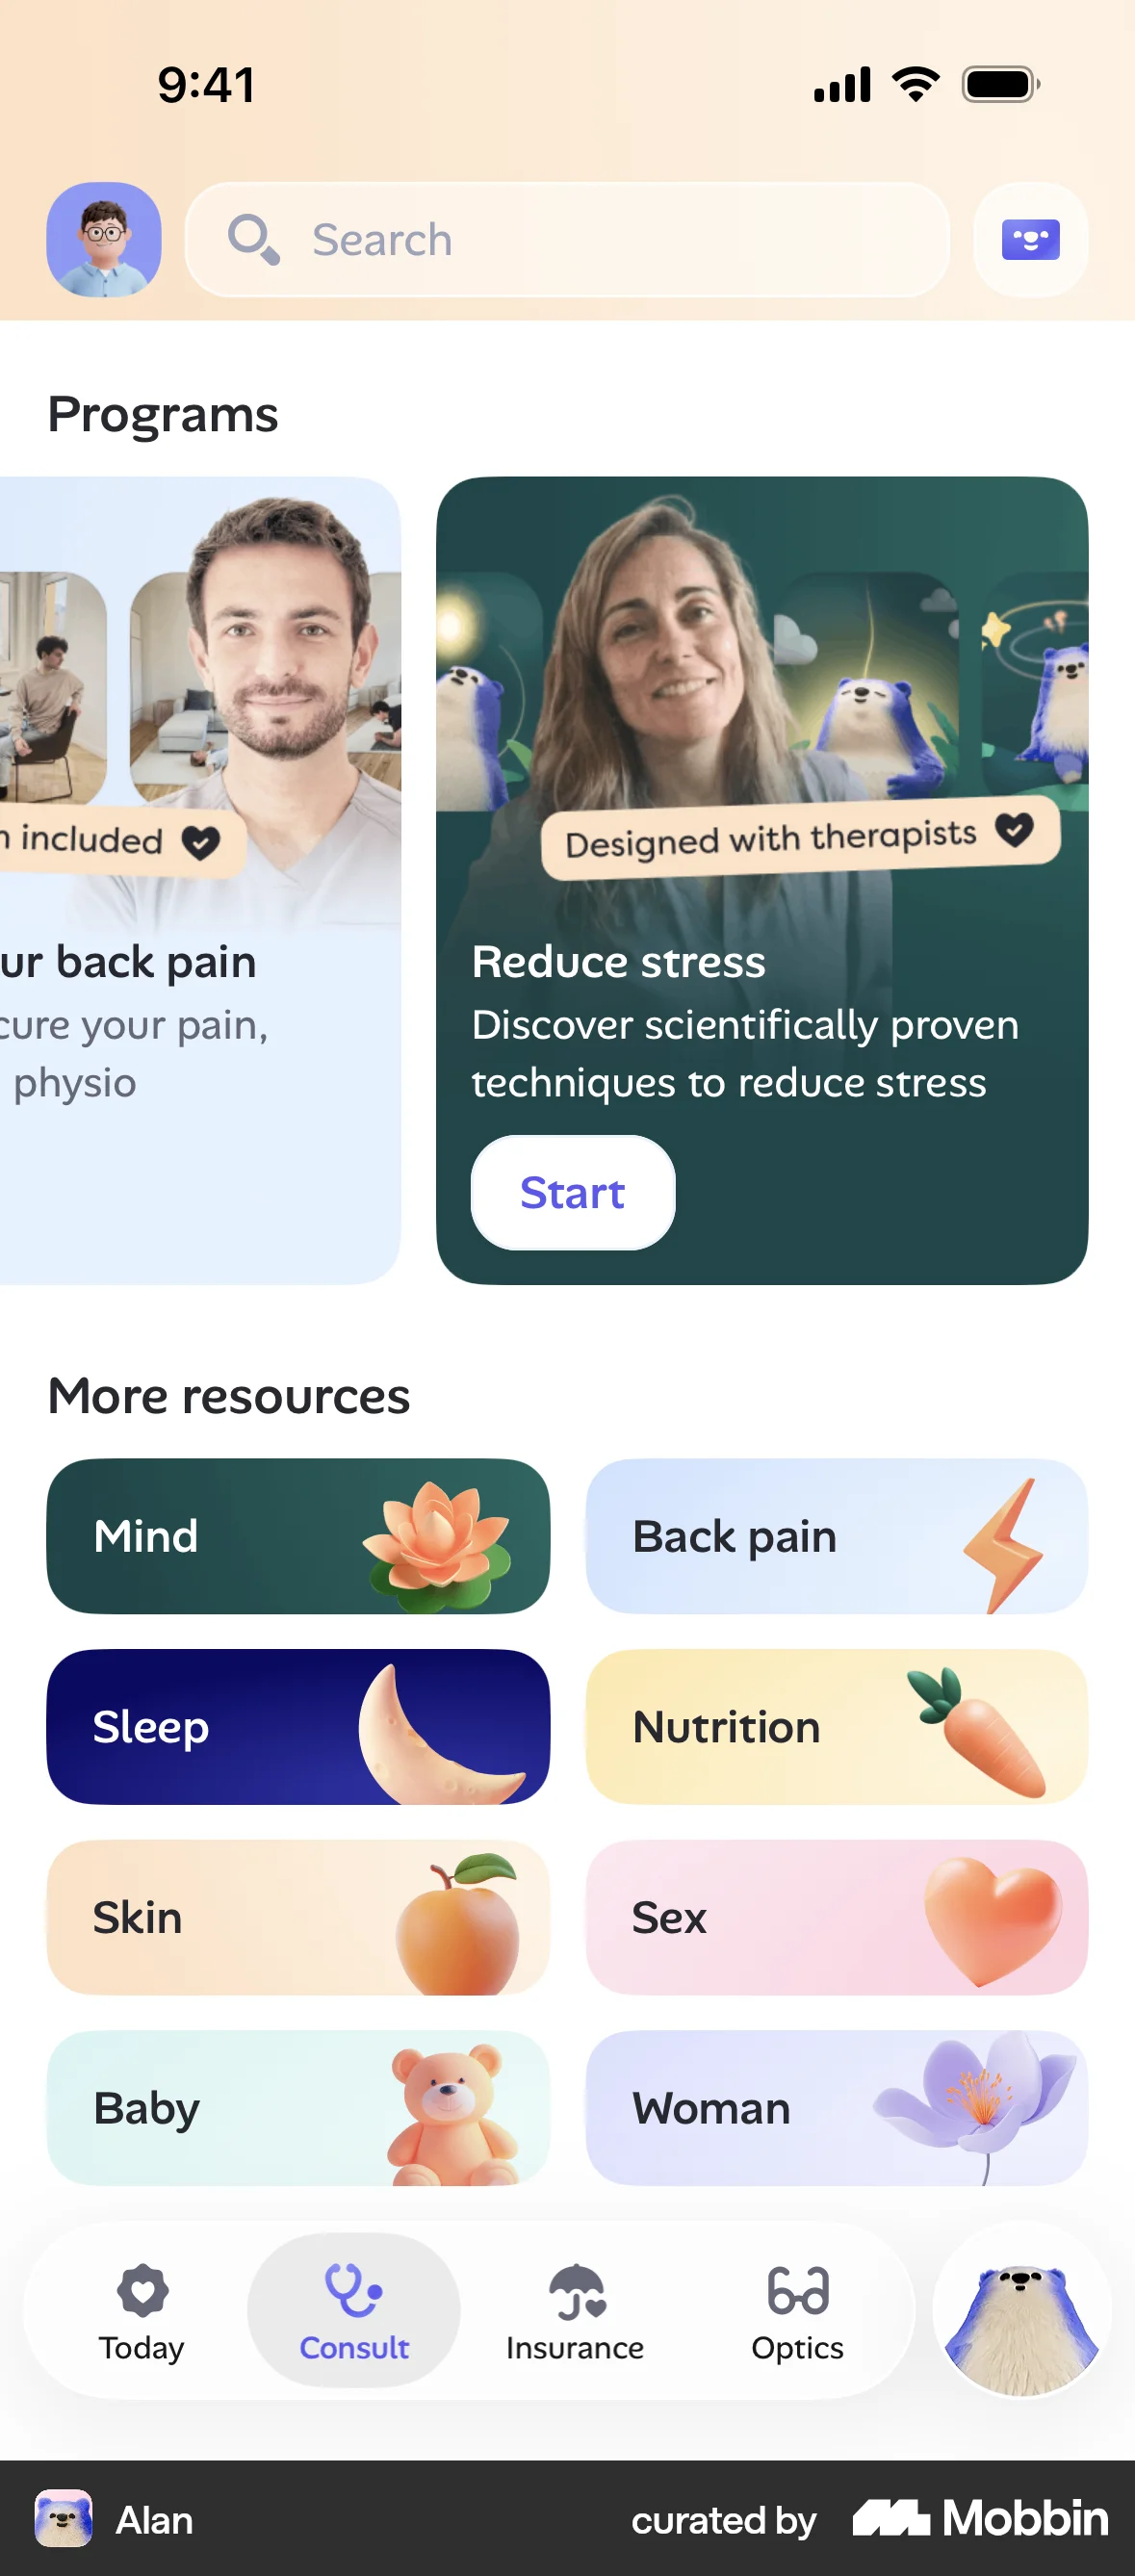 9:41
Search
Programs
included
Designed with therapists
back pain
cure your pain,
physio
Reduce stress
Discover scientifically proven
techniques to reduce stress
Start
More resources
Mind
Back pain
Sleep
Nutrition
Skin
Sex
Baby
Woman
Today
Consult
Insurance
Optics
Alan
curated by Mobbin